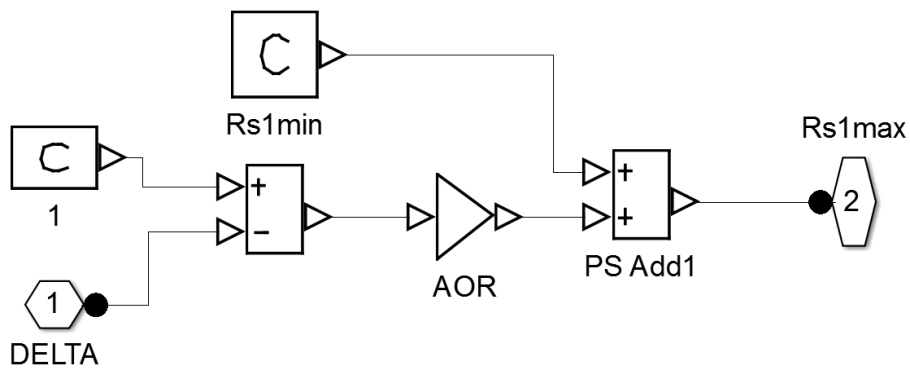 C
Rs1min
Rs1max
C
1
+
−
+
+
2
AOR
PS Add1
1
DELTA